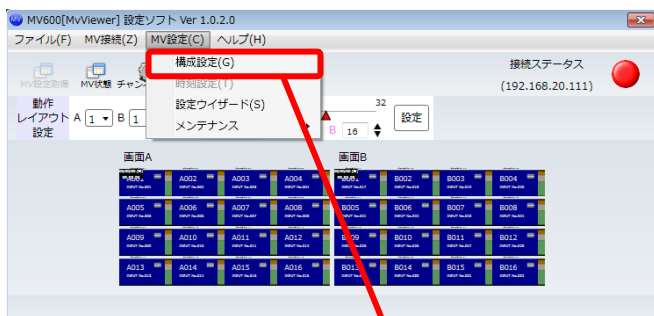 MV600[MvViewer] 設定ソフト Ver 1.0.2.0
ファイル(F) MV接続(Z) MV設定(C) ヘルプ(H)
構成設定(G)
時刻設定(T)
設定ウイザード(S)
メンテナンス
MV設定取得 MV状態 チャン
接続ステータス
(192.168.20.111)
動作
レイアウト
設定
A 1 B 1
32
B 16
設定
画面A 画面B
A002 A003 A004 B002 B003 B004
A005 A006 A007 A008 B005 B006 B007 B008
A009 A010 A011 A012 B010 B011 B012
A013 A014 A015 A016 B013 B014 B015 B016